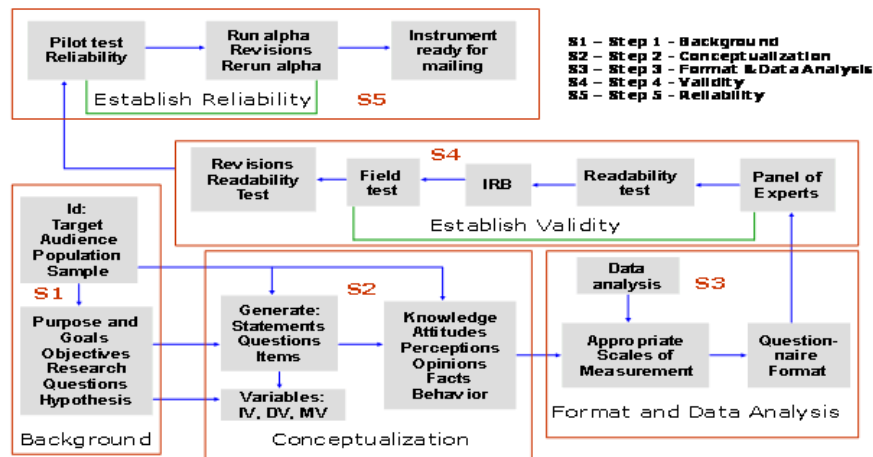 Pilot test
Reliability
Run alpha
Revisions
Rerun alpha
Instrument
ready for
mailing
Establish Reliability
S5
S1 – Step 1 - Background
S2 – Step 2 - Conceptualization
S3 – Step 3 - Format & Data Analysis
S4 – Step 4 - Validity
S5 – Step 5 - Reliability
S4
Revisions
Readability
Test
Field
test
IRB
Readability
test
Panel of
Experts
Establish Validity
Id:
Target
Audience
Population
Sample
S1
Purpose and
Goals
Objectives
Research
Questions
Hypothesis
Background
S2
Generate:
Statements
Questions
Items
Variables:
IV, DV, MV
Knowledge
Attitudes
Perceptions
Opinions
Facts
Behavior
Conceptualization
Data
analysis
S3
Appropriate
Scales of
Measurement
Question-
naire
Format
Format and Data Analysis